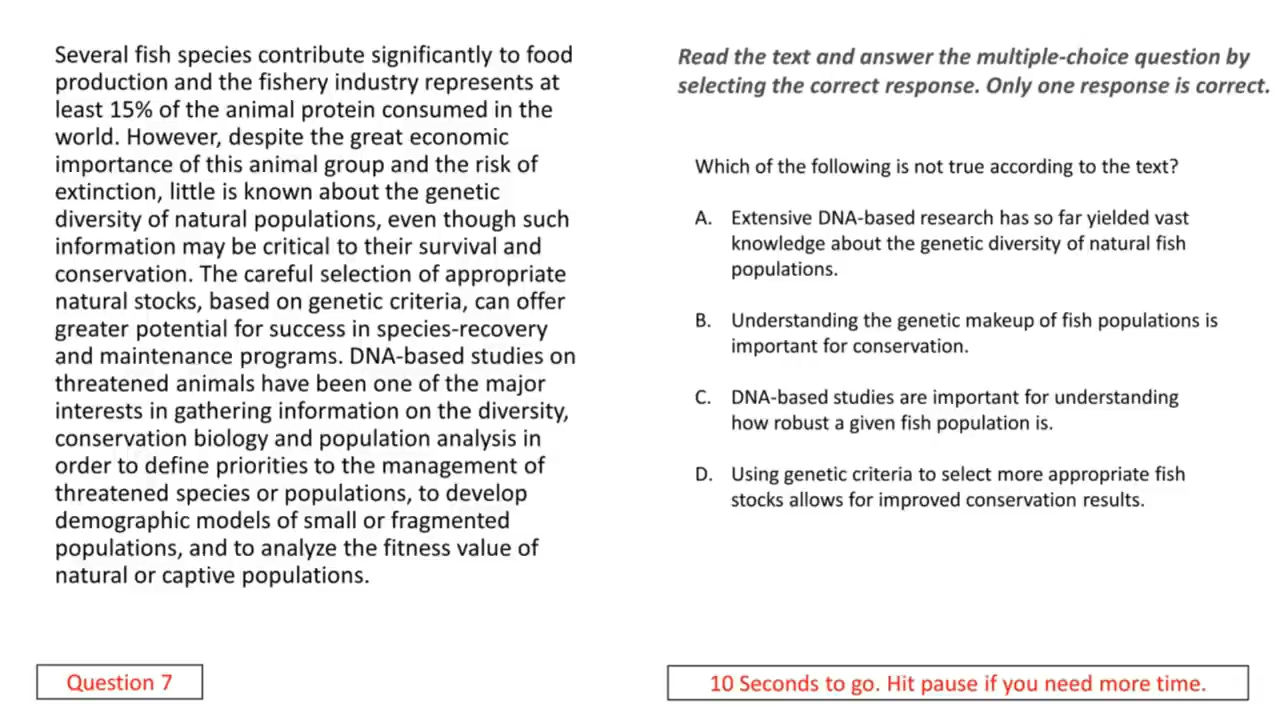 Several fish species contribute significantly to food
production and the fishery industry represents at
least 15% of the animal protein consumed in the
world. However, despite the great economic
importance of this animal group and the risk of
extinction, little is known about the genetic
diversity of natural populations, even though such
information may be critical to their survival and
conservation. The careful selection of appropriate
natural stocks, based on genetic criteria, can offer
greater potential for success in species-recovery
and maintenance programs. DNA-based studies on
threatened animals have been one of the major
interests in gathering information on the diversity,
conservation biology and population analysis in
order to define priorities to the management of
threatened species or populations, to develop
demographic models of small or fragmented
populations, and to analyze the fitness value of
natural or captive populations.
Question 7
Read the text and answer the multiple-choice question by
selecting the correct response. Only one response is correct.
Which of the following is not true according to the text?
A. Extensive DNA-based research has so far yielded vast
knowledge about the genetic diversity of natural fish
populations.
B. Understanding the genetic makeup of fish populations is
important for conservation.
C. DNA-based studies are important for understanding
how robust a given fish population is.
D. Using genetic criteria to select more appropriate fish
stocks allows for improved conservation results.
10 Seconds to go. Hit pause if you need more time.